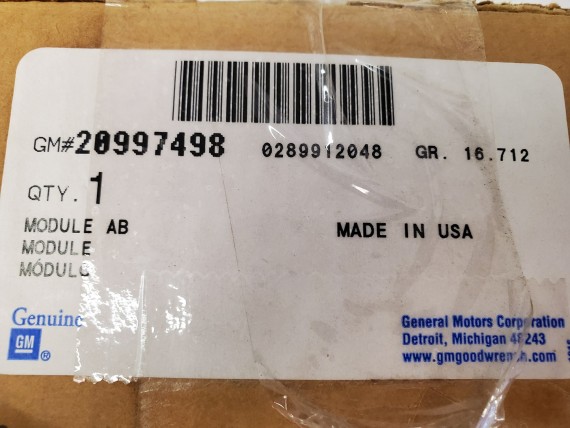 GM#20997498 0289912048 GR. 16.712
QTY. 1
MODULE AB MADE IN USA
MODULE
MÓDULO
Genuine
GM ®
General Motors Corporation
Detroit, Michigan 48243
www.gmgoodwrench.com